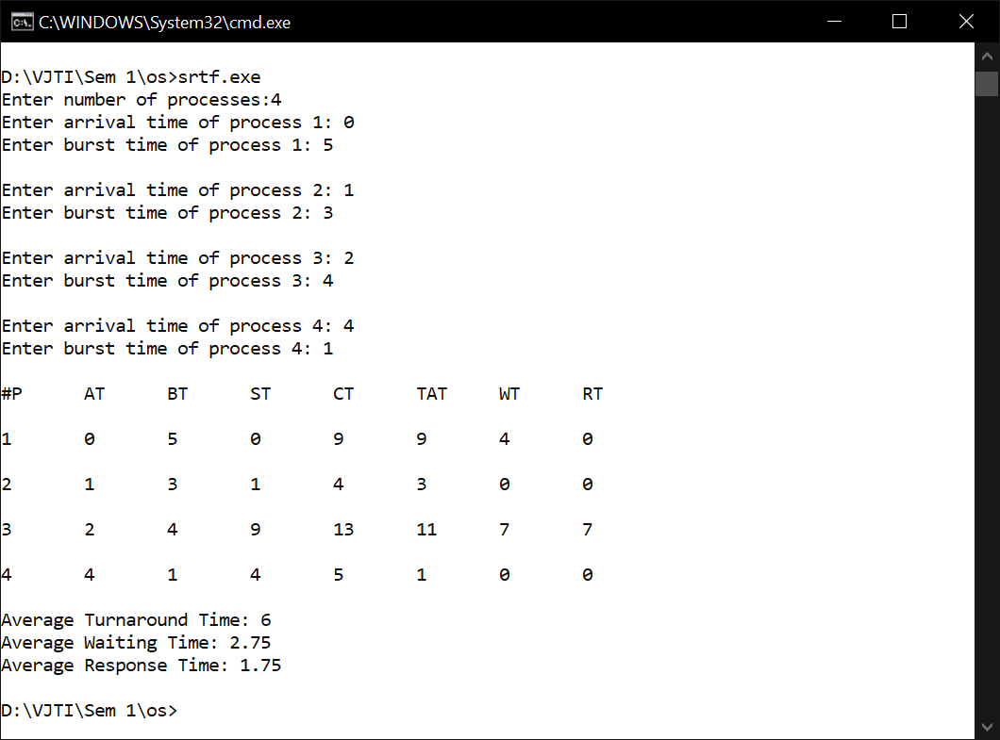 C:\WINDOWS\System32\cmd.exe
D:\VJTI\Sem 1\os>srtf.exe
Enter number of processes:4
Enter arrival time of process 1: 0
Enter burst time of process 1: 5
Enter arrival time of process 2: 1
Enter burst time of process 2: 3
Enter arrival time of process 3: 2
Enter burst time of process 3: 4
Enter arrival time of process 4: 4
Enter burst time of process 4: 1
#P AT BT ST CT TAT WT RT
1 0 5 0 9 9 4 0
2 1 3 1 4 3 0 0
3 2 4 9 13 11 7 7
4 4 1 4 5 1 0 0
Average Turnaround Time: 6
Average Waiting Time: 2.75
Average Response Time: 1.75
D:\VJTI\Sem 1\os>